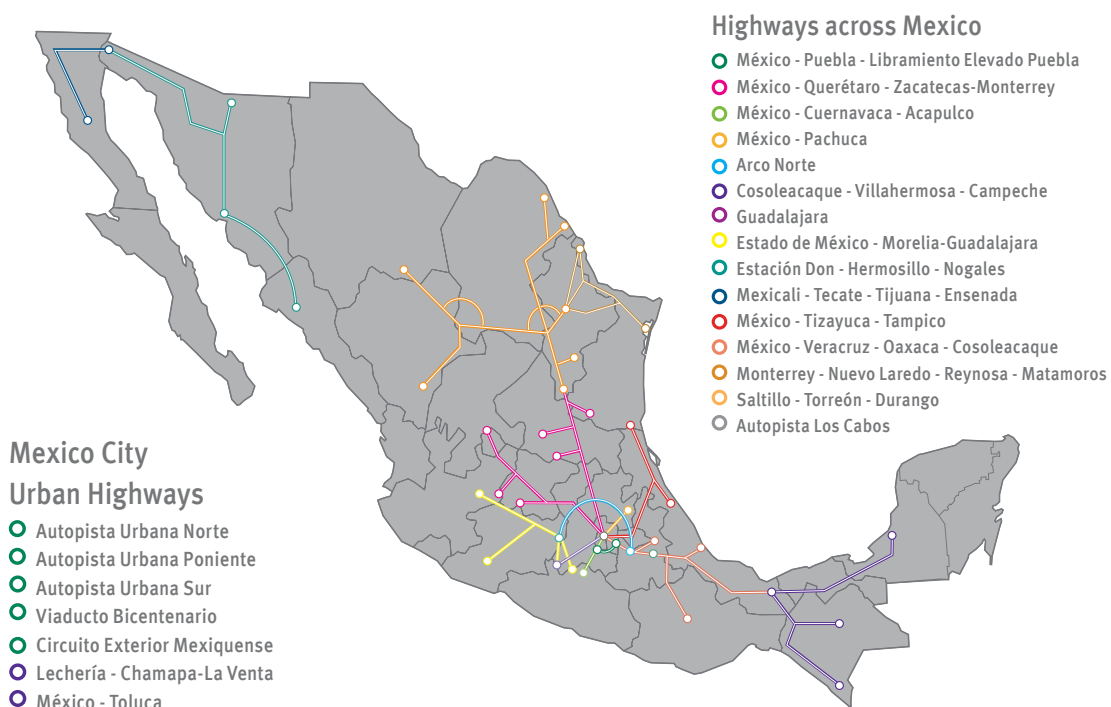 Highways across Mexico
México - Puebla - Libramiento Elevado Puebla
México - Querétaro - Zacatecas-Monterrey
México - Cuernavaca - Acapulco
México - Pachuca
Arco Norte
Cosoleacaque - Villahermosa - Campeche
Guadalajara
Estado de México - Morelia-Guadalajara
Estación Don - Hermosillo - Nogales
Mexicali - Tecate - Tijuana - Ensenada
México - Tizayuca - Tampico
México - Veracruz - Oaxaca - Cosoleacaque
Monterrey - Nuevo Laredo - Reynosa - Matamoros
Saltillo - Torreón - Durango
Autopista Los Cabos
Mexico City
Urban Highways
Autopista Urbana Norte
Autopista Urbana Poniente
Autopista Urbana Sur
Viaducto Bicentenario
Circuito Exterior Mexiquense
Lechería - Chamapa-La Venta
México - Toluca